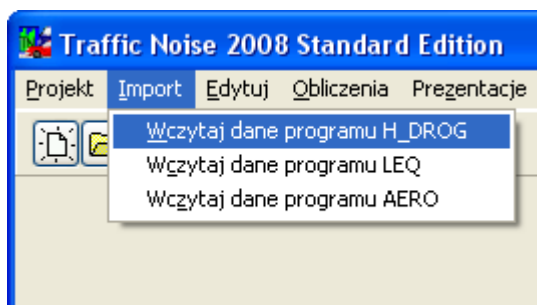 Traffic Noise 2008 Standard Edition
Projekt Import Edytuj Obliczenia Prezentacje
Wczytaj dane programu H_DROG
Wczytaj dane programu LEQ
Wczytaj dane programu AERO